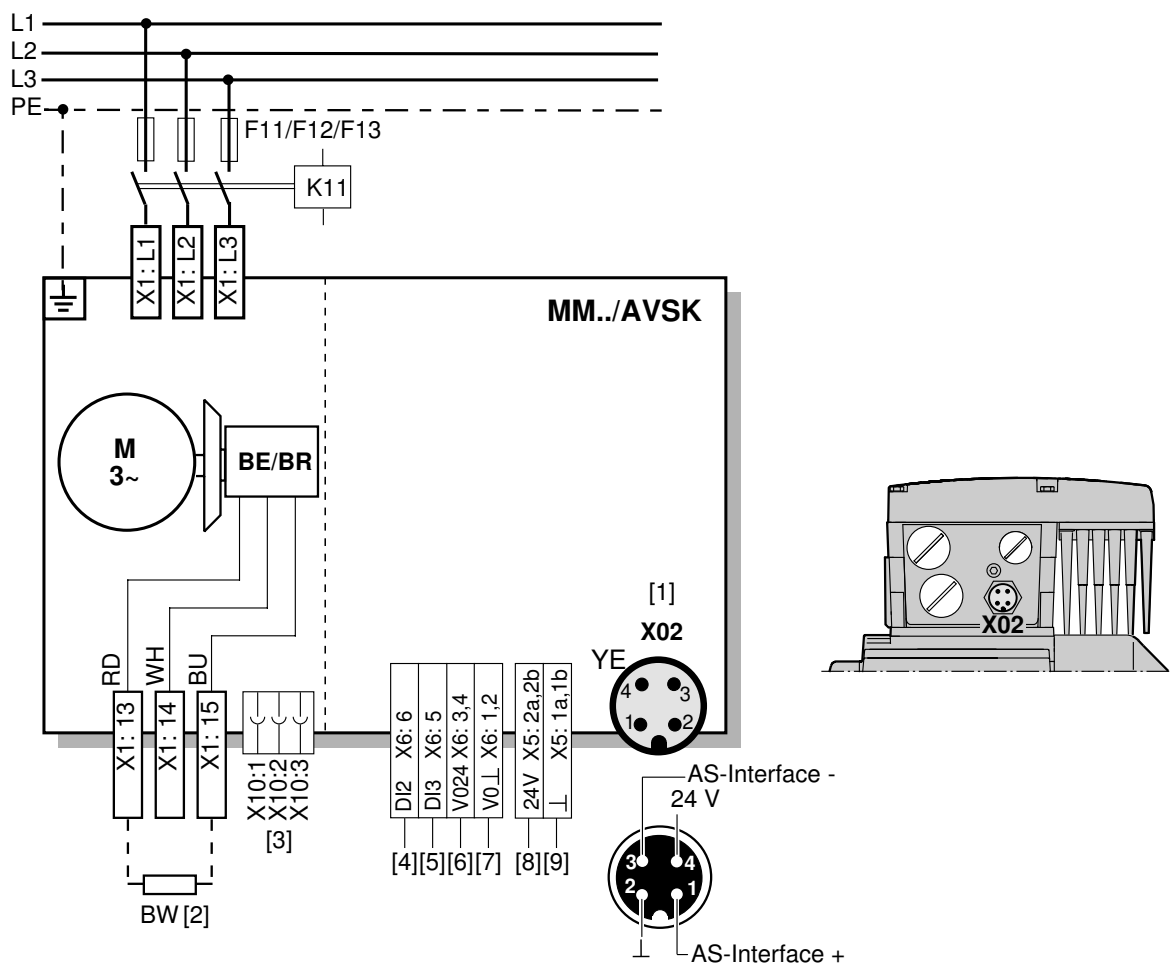 L1
L2
L3
PE
F11/F12/F13
K11
X1: L1
X1: L2
X1: L3
MM../AVSK
M
3~
BE/BR
[1]
X02
YE
4
3
1
2
X02
RD
WH
BU
X1: 13
X1: 14
X1: 15
X10:1
X10:2
X10:3
[3]
DI2 X6: 6
DI3 X6: 5
V024 X6: 3,4
V0⊥ X6: 1,2
24V X5: 2a,2b
⊥ X5: 1a,1b
[4][5][6][7] [8][9]
AS-Interface -
24 V
3
4
2
1
⊥
AS-Interface +
BW [2]